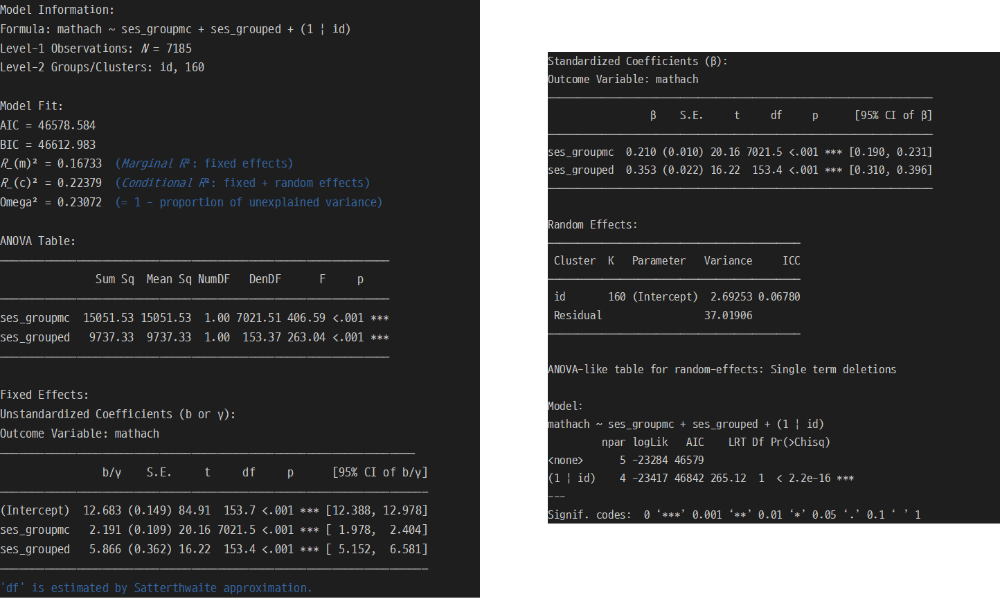 Model Information:
Formula: mathach ~ ses_groupmc + ses_grouped + (1 ¦ id)
Level-1 Observations: N = 7185
Level-2 Groups/Clusters: id, 160
Model Fit:
AIC = 46578.584
BIC = 46612.983
R_(m)² = 0.16733  (Marginal R²: fixed effects)
R_(c)² = 0.22379  (Conditional R²: fixed + random effects)
Omega² = 0.23072  (= 1 - proportion of unexplained variance)
ANOVA Table:
Sum Sq  Mean Sq NumDF   DenDF      F     p
ses_groupmc  15051.53 15051.53  1.00 7021.51 406.59 <.001 ***
ses_grouped   9737.33  9737.33  1.00  153.37 263.04 <.001 ***
Fixed Effects:
Unstandardized Coefficients (b or γ):
Outcome Variable: mathach
b/γ    S.E.     t     df     p      [95% CI of b/γ]
(Intercept)  12.683 (0.149) 84.91  153.7 <.001 *** [12.388, 12.978]
ses_groupmc   2.191 (0.109) 20.16 7021.5 <.001 *** [ 1.978,  2.404]
ses_grouped   5.866 (0.362) 16.22  153.4 <.001 *** [ 5.152,  6.581]
'df' is estimated by Satterthwaite approximation.
Standardized Coefficients (β):
Outcome Variable: mathach
β    S.E.     t     df     p      [95% CI of β]
ses_groupmc  0.210 (0.010) 20.16 7021.5 <.001 *** [0.190, 0.231]
ses_grouped  0.353 (0.022) 16.22  153.4 <.001 *** [0.310, 0.396]
Random Effects:
Cluster  K   Parameter   Variance     ICC
id       160 (Intercept)  2.69253 0.06780
Residual                 37.01906
ANOVA-like table for random-effects: Single term deletions
Model:
mathach ~ ses_groupmc + ses_grouped + (1 ¦ id)
npar logLik   AIC    LRT Df Pr(>Chisq)
<none>      5 -23284 46579
(1 ¦ id)    4 -23417 46842 265.12  1  < 2.2e-16 ***
---
Signif. codes:  0 ‘***’ 0.001 ‘**’ 0.01 ‘*’ 0.05 ‘.’ 0.1 ‘ ’ 1